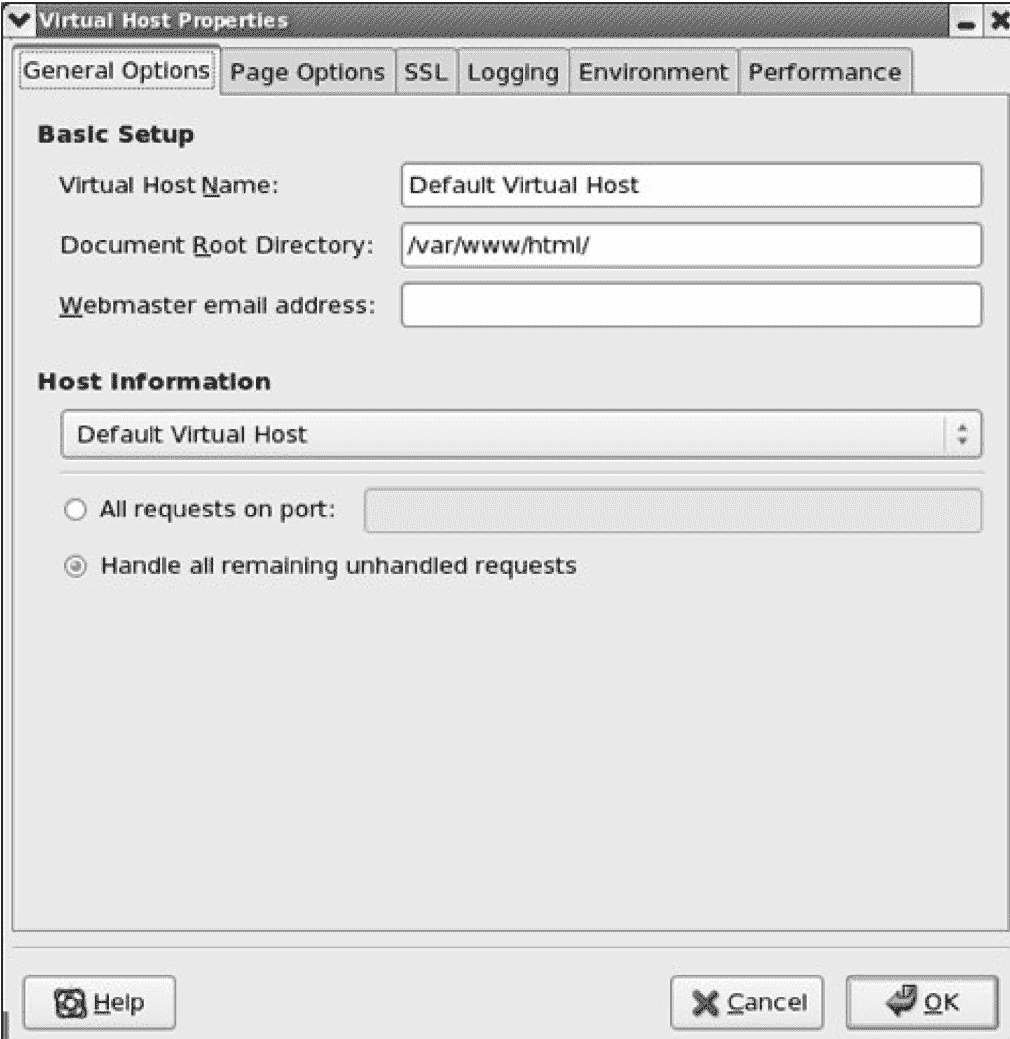 Virtual Host Properties
General Options Page Options SSL Logging Environment Performance
Basic Setup
Virtual Host Name: Default Virtual Host
Document Root Directory: /var/www/html/
Webmaster email address:
Host Information
Default Virtual Host
All requests on port:
Handle all remaining unhandled requests
Help Cancel OK